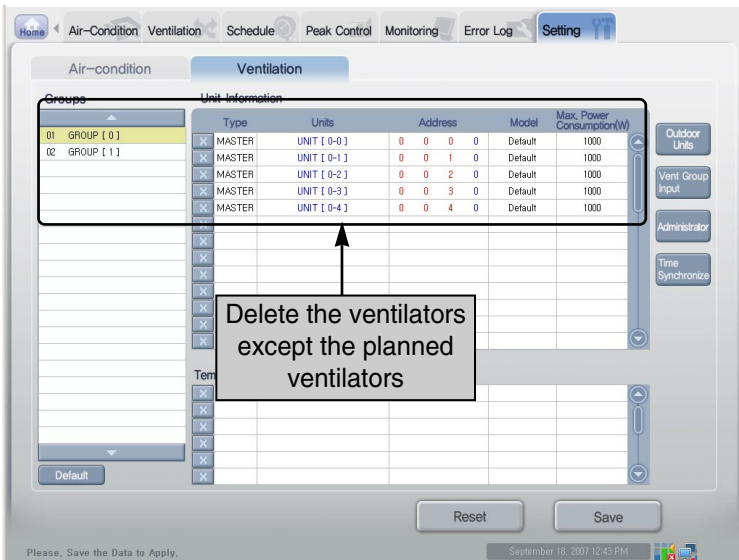 Home Air-Condition Ventilation Schedule Peak Control Monitoring Error Log Setting
Air-condition Ventilation
Groups Unit Information
Type Units Address Model Max. Power Consumption(W)
01 GROUP [ 0 ]
02 GROUP [ 1 ]
X MASTER UNIT [ 0-0 ] 0 0 0 0 Default 1000
X MASTER UNIT [ 0-1 ] 0 0 1 0 Default 1000
X MASTER UNIT [ 0-2 ] 0 0 2 0 Default 1000
X MASTER UNIT [ 0-3 ] 0 0 3 0 Default 1000
X MASTER UNIT [ 0-4 ] 0 0 4 0 Default 1000
X
X
X
X
X
X
X
X
Outdoor Units
Vent Group Input
Administrator
Time Synchronize
Delete the ventilators
except the planned
ventilators
Tem
X
X
X
X
X
X
Default
Reset Save
Please, Save the Data to Apply.
September 18, 2007 12:43 PM